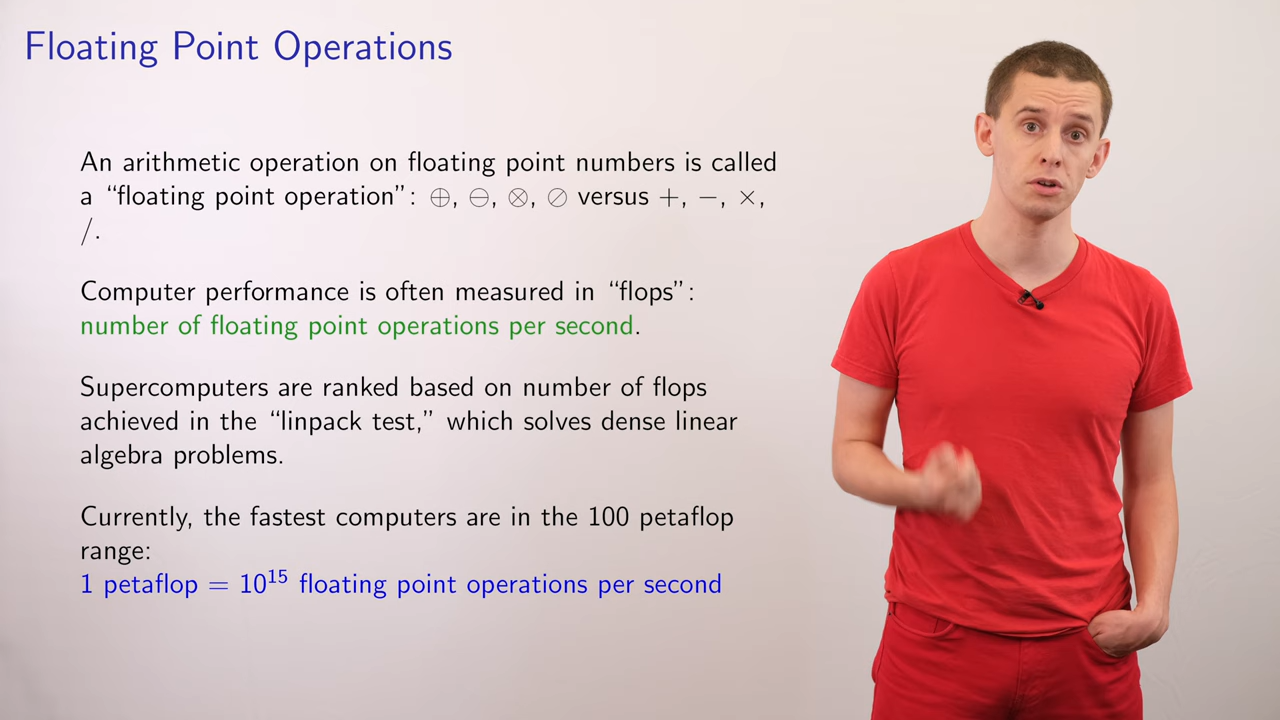 Floating Point Operations
An arithmetic operation on floating point numbers is called
a “floating point operation”: ⊕, ⊖, ⊗, ⊘ versus +, −, ×,
/.
Computer performance is often measured in “flops”:
number of floating point operations per second.
Supercomputers are ranked based on number of flops
achieved in the “linpack test,” which solves dense linear
algebra problems.
Currently, the fastest computers are in the 100 petaflop
range:
1 petaflop = 10¹⁵ floating point operations per second